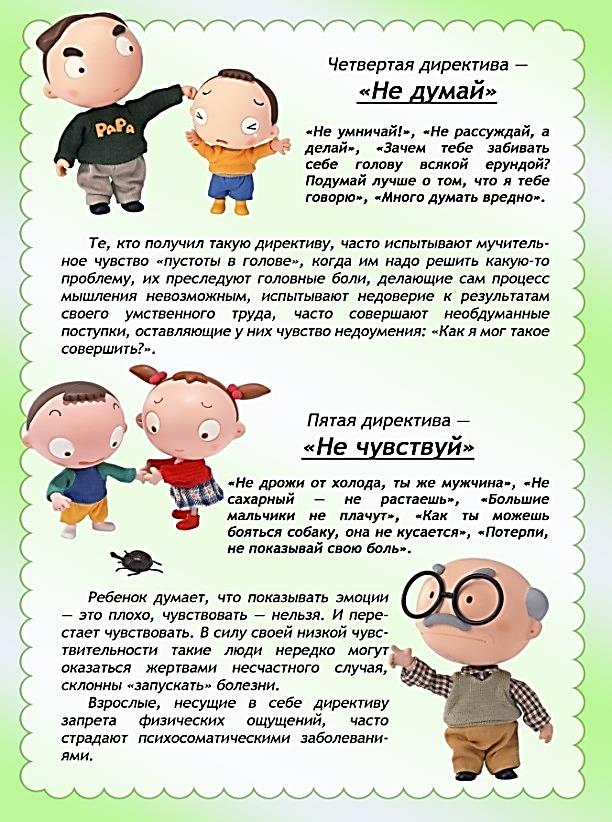 Четвертая директива —
«Не думай»
PAPA
«Не умничай!», «Не рассуждай, а
делай», «Зачем тебе забивать
себе голову всякой ерундой?
Подумай лучше о том, что я тебе
говорю», «Много думать вредно».
Те, кто получил такую директиву, часто испытывают мучитель-
ное чувство «пустоты в голове», когда им надо решить какую-то
проблему, их преследуют головные боли, делающие сам процесс
мышления невозможным, испытывают недоверие к результатам
своего умственного труда, часто совершают необдуманные
поступки, оставляющие у них чувство недоумения: «Как я мог такое
совершить?».
Пятая директива —
«Не чувствуй»
«Не дрожи от холода, ты же мужчина», «Не
сахарный — не растаешь», «Большие
мальчики не плачут», «Как ты можешь
бояться собаку, она не кусается», «Потерпи,
не показывай свою боль».
Ребенок думает, что показывать эмоции
— это плохо, чувствовать — нельзя. И пере-
стает чувствовать. В силу своей низкой чувс-
твительности такие люди нередко могут
оказаться жертвами несчастного случая,
склонны «запускать» болезни.
Взрослые, несущие в себе директиву
запрета физических ощущений, часто
страдают психосоматическими заболевани-
ями.